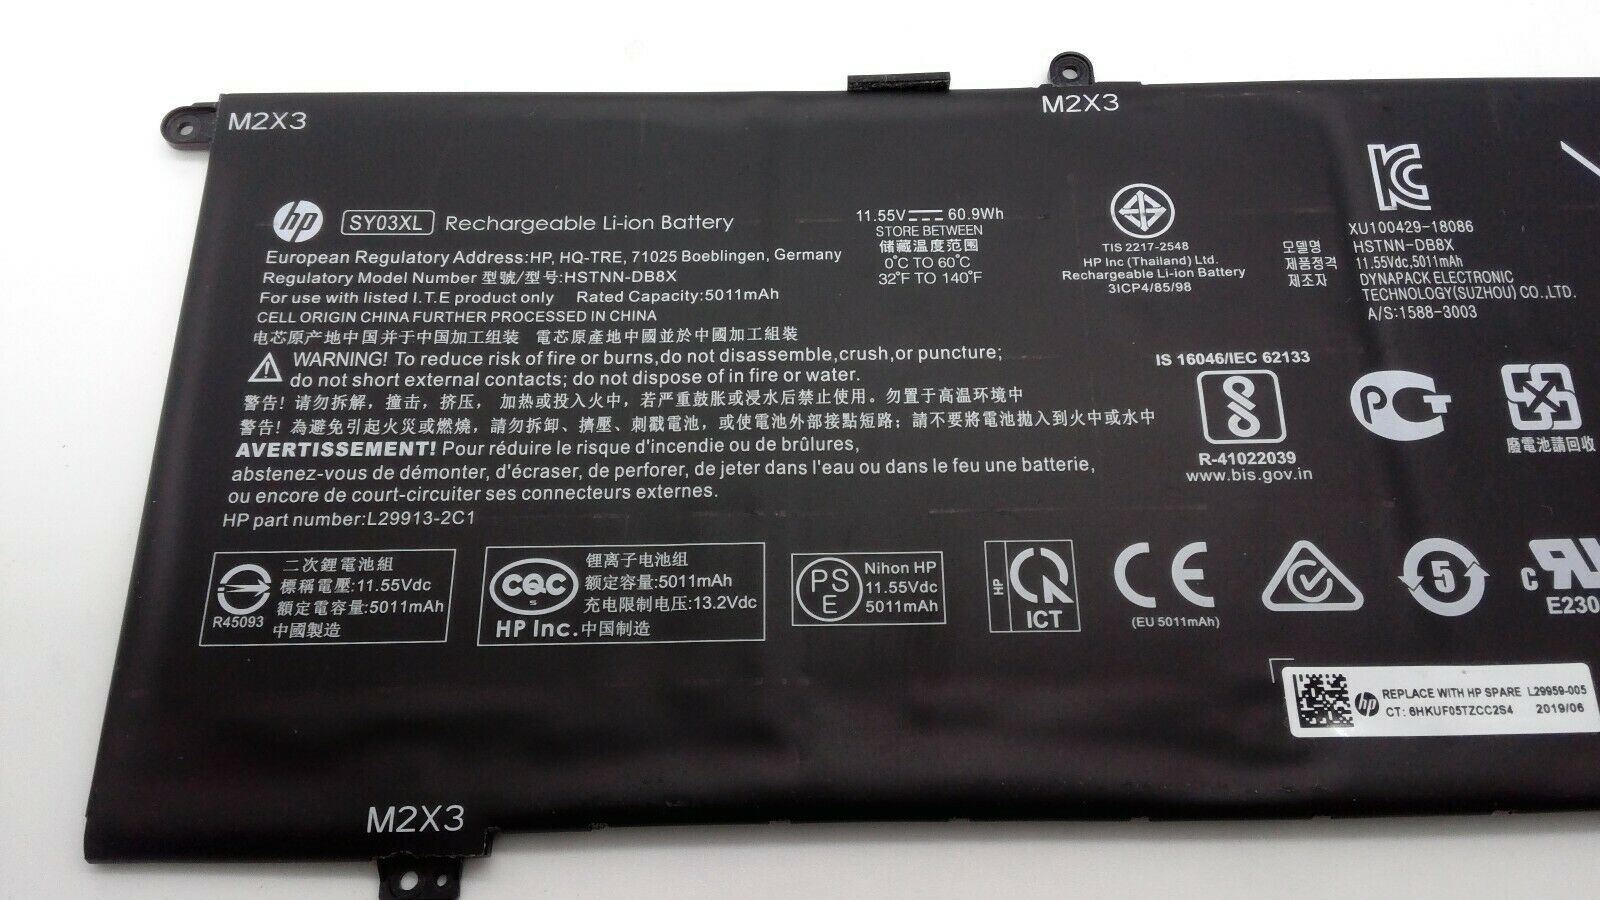 M2X3
M2X3
hp SY03XL Rechargeable Li-ion Battery
European Regulatory Address:HP, HQ-TRE, 71025 Boeblingen, Germany
Regulatory Model Number 型號/型号:HSTNN-DB8X
For use with listed I.T.E product only Rated Capacity:5011mAh
CELL ORIGIN CHINA FURTHER PROCESSED IN CHINA
电芯原产地中国并于中国加工组装 電芯原產地中國並於中國加工組裝
WARNING! To reduce risk of fire or burns,do not disassemble,crush,or puncture;
do not short external contacts; do not dispose of in fire or water.
警告! 请勿拆解，撞击，挤压， 加热或投入火中，若严重鼓胀或浸水后禁止使用。勿置于高温环境中
警告! 為避免引起火災或燃燒，請勿拆卸、擠壓、刺戳電池，或使電池外部接點短路；請不要將電池拋入到火中或水中
AVERTISSEMENT! Pour réduire le risque d'incendie ou de brûlures,
abstenez-vous de démonter, d'écraser, de perforer, de jeter dans l'eau ou dans le feu une batterie,
ou encore de court-circuiter ses connecteurs externes.
HP part number:L29913-2C1
11.55V 60.9Wh
STORE BETWEEN
储藏温度范围
0°C TO 60°C
32°F TO 140°F
TIS 2217-2548
HP Inc (Thailand) Ltd.
Rechargeable Li-ion Battery
3ICP4/85/98
XU100429-18086
모델명 HSTNN-DB8X
제품정격 11.55Vdc,5011mAh
제조자 DYNAPACK ELECTRONIC
TECHNOLOGY(SUZHOU) CO.,LTD.
A/S:1588-3003
IS 16046/IEC 62133
R-41022039
www.bis.gov.in
廢電池請回收
二次鋰電池組
標稱電壓:11.55Vdc
額定電容量:5011mAh
R45093 中國製造
CQC
S
锂离子电池组
额定容量:5011mAh
充电限制电压:13.2Vdc
HP Inc.中国制造
PS
E
Nihon HP
11.55Vdc
5011mAh
HP
ICT
CE
(EU 5011mAh)
5
E230
hp REPLACE WITH HP SPARE L29959-005
CT: 6HKUF05TZCC2S4 2019/06
M2X3